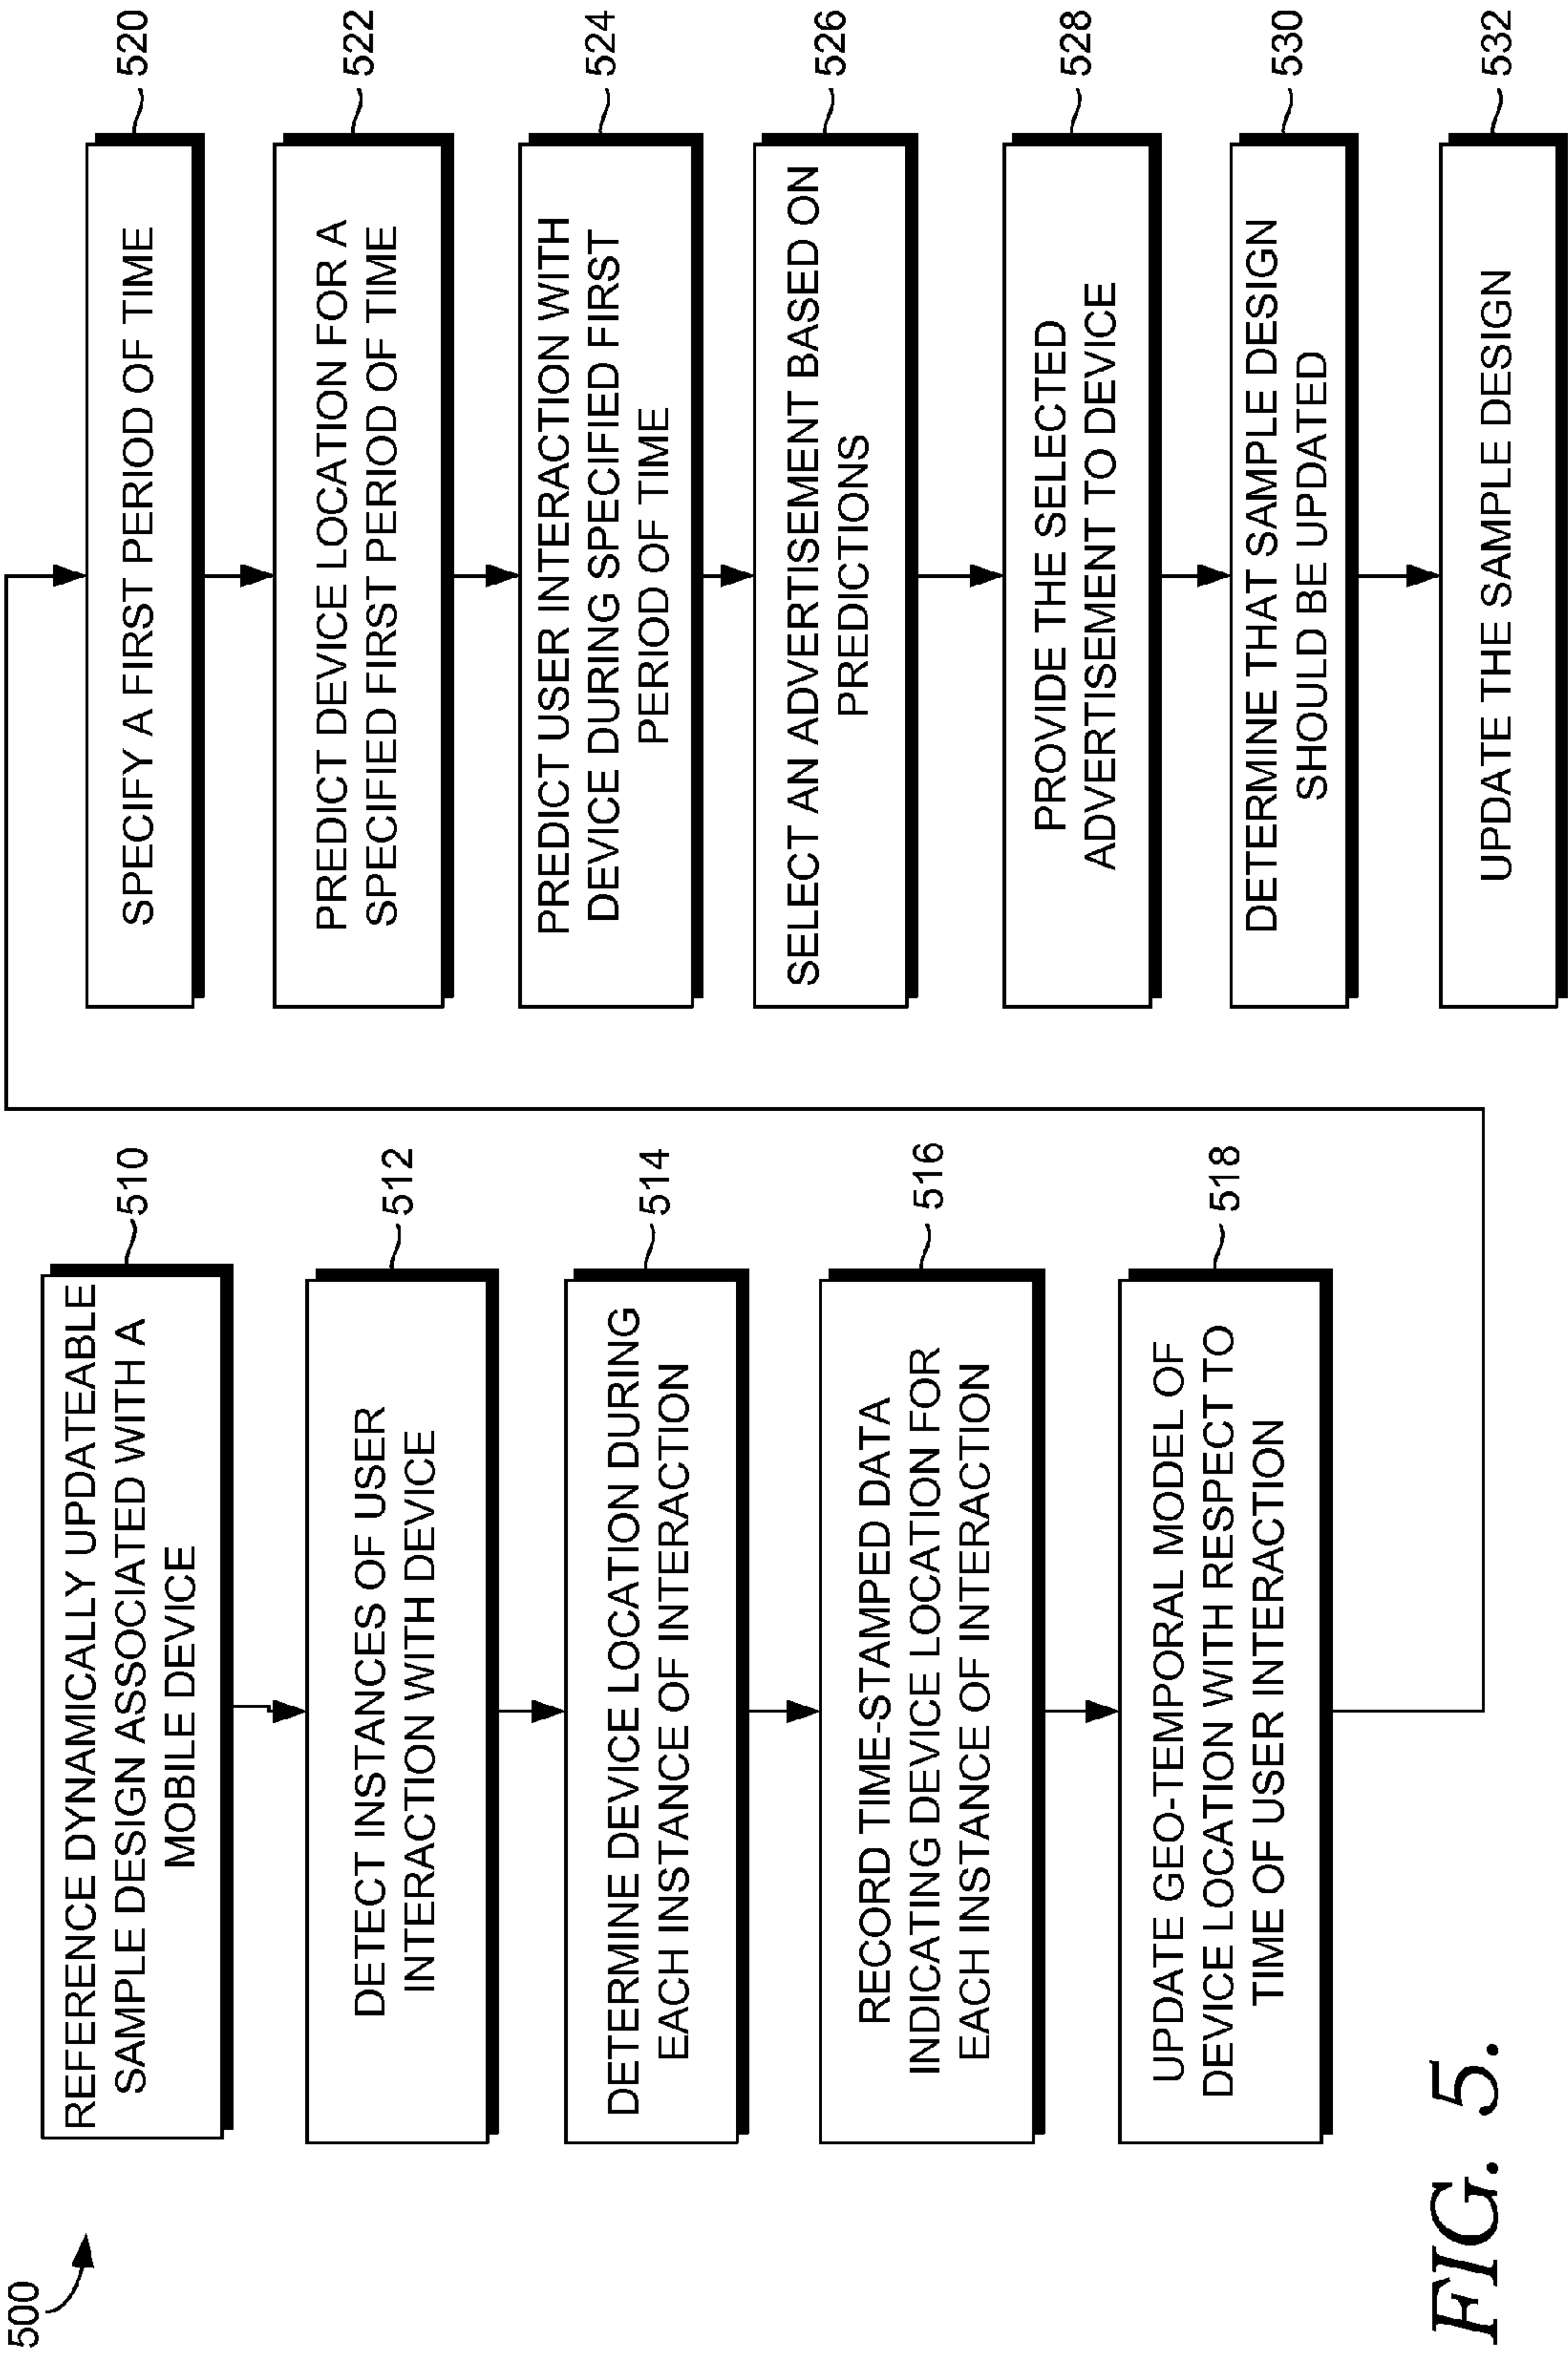 500
REFERENCE DYNAMICALLY UPDATEABLE
SAMPLE DESIGN ASSOCIATED WITH A
MOBILE DEVICE
510
DETECT INSTANCES OF USER
INTERACTION WITH DEVICE
512
DETERMINE DEVICE LOCATION DURING
EACH INSTANCE OF INTERACTION
514
RECORD TIME-STAMPED DATA
INDICATING DEVICE LOCATION FOR
EACH INSTANCE OF INTERACTION
516
UPDATE GEO-TEMPORAL MODEL OF
DEVICE LOCATION WITH RESPECT TO
TIME OF USER INTERACTION
518
SPECIFY A FIRST PERIOD OF TIME
520
PREDICT DEVICE LOCATION FOR A
SPECIFIED FIRST PERIOD OF TIME
522
PREDICT USER INTERACTION WITH
DEVICE DURING SPECIFIED FIRST
PERIOD OF TIME
524
SELECT AN ADVERTISEMENT BASED ON
PREDICTIONS
526
PROVIDE THE SELECTED
ADVERTISEMENT TO DEVICE
528
DETERMINE THAT SAMPLE DESIGN
SHOULD BE UPDATED
530
UPDATE THE SAMPLE DESIGN
532
FIG. 5.